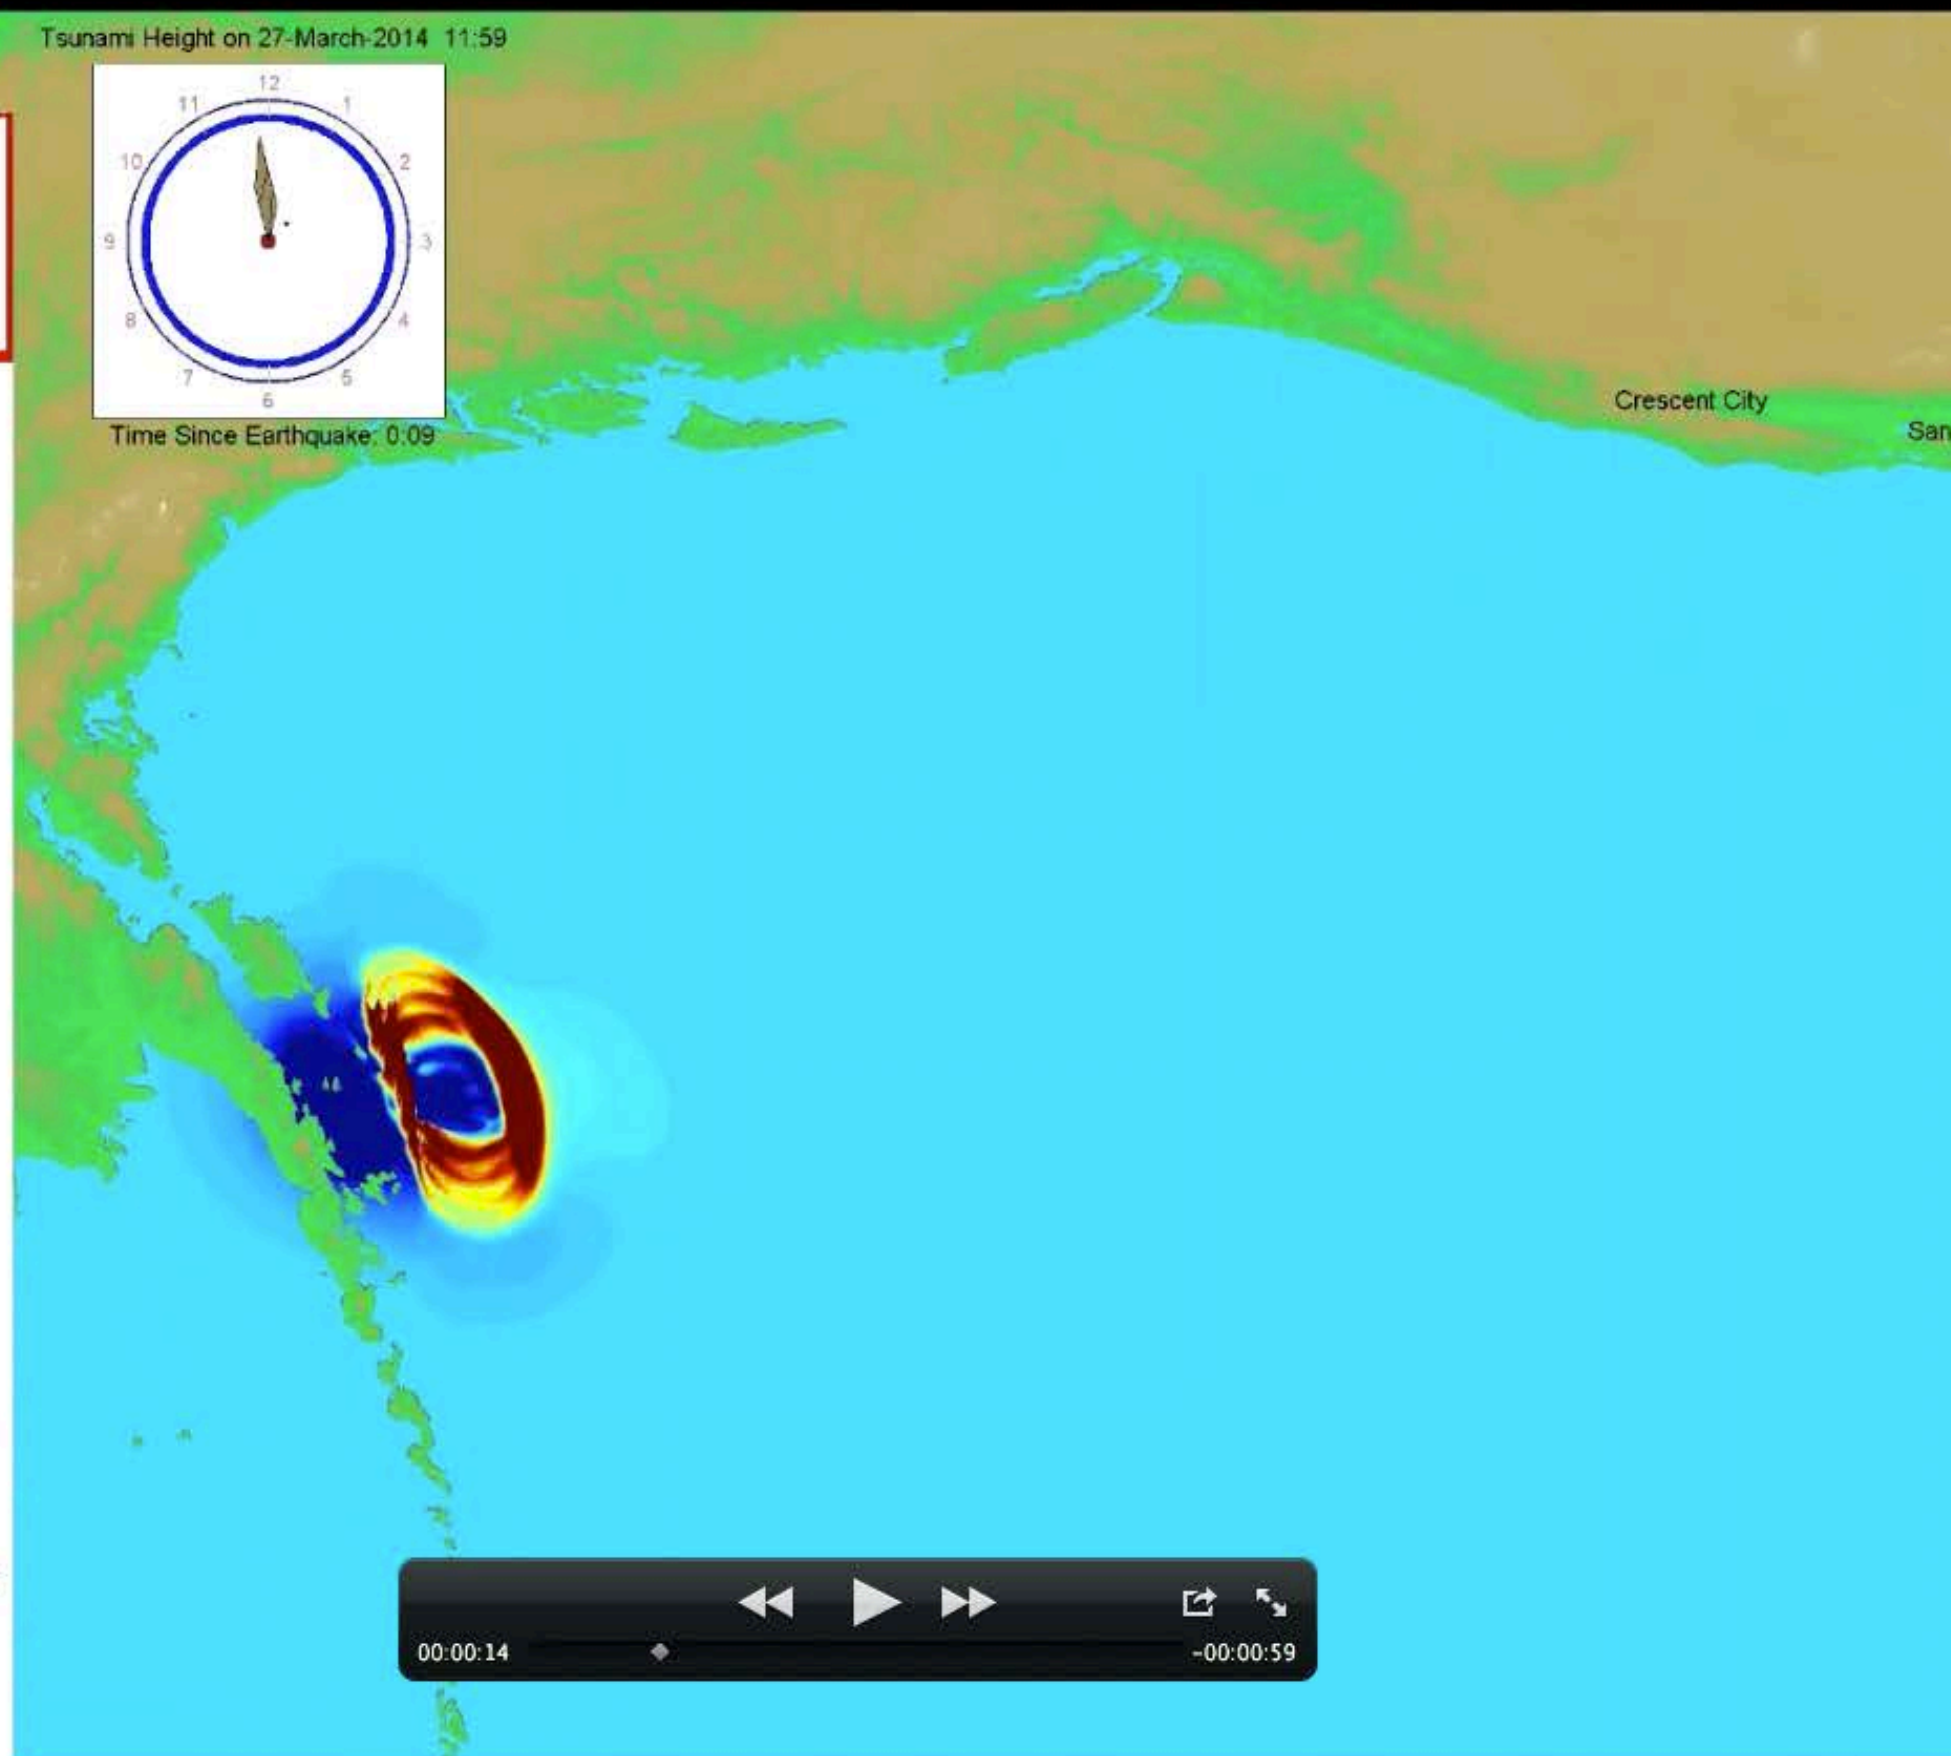 Tsunami Height on 27-March-2014 11:59
12
11 1
10 2
9 3
8 4
7 5
6
Time Since Earthquake: 0:09
Crescent City
San
00:00:14 -00:00:59